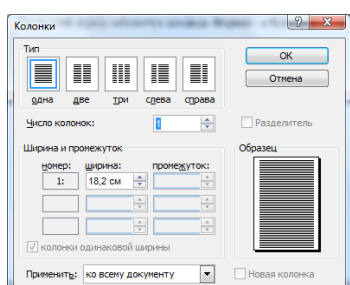 Колонки
Тип
ОК
Отмена
одна две три слева справа
Число колонок: 1
Разделитель
Ширина и промежуток
Образец
номер: ширина: промежуток:
1: 18,2 см
колонки одинаковой ширины
Применить: ко всему документу
Новая колонка